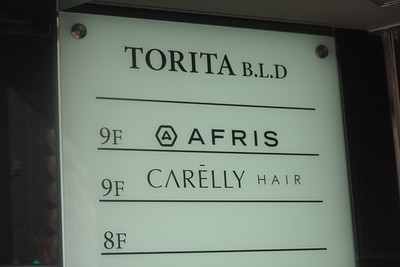 TORITA B.L.D
9F AFRIS
9F CARĒLLY HAIR
8F